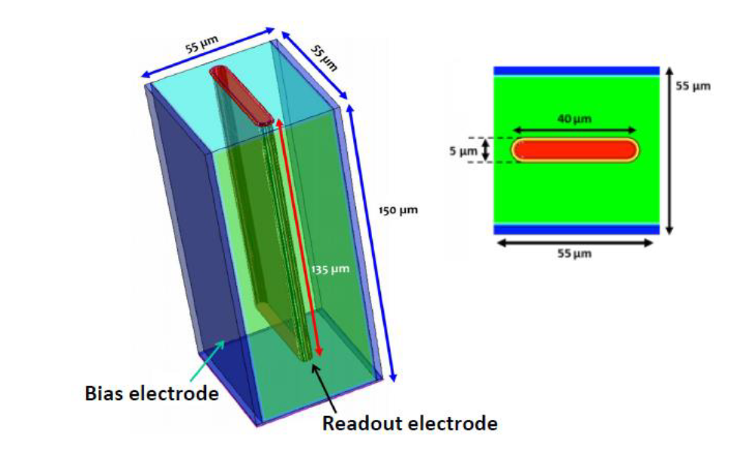 55 µm
55 µm
150 µm
135 µm
Bias electrode
Readout electrode
55 µm
40 µm
5 µm
55 µm